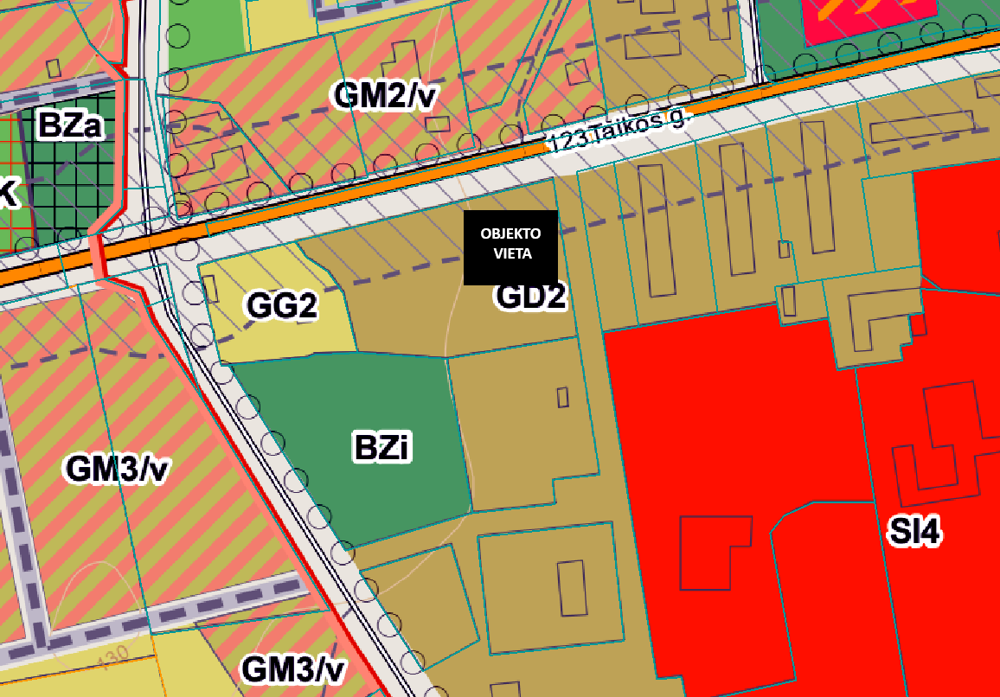 GM2/v
BZa
123 Taikos g.
K
OBJEKTO
VIETA
GG2
GD2
BZi
GM3/v
SI4
130
GM3/v